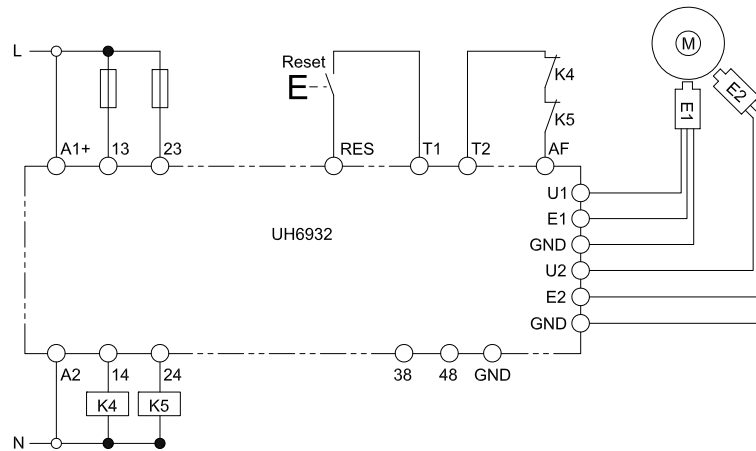 L
Reset
E
K4
K5
M
E1
E2
A1+
13
23
RES
T1
T2
AF
U1
E1
GND
U2
E2
GND
UH6932
A2
14
24
38
48
GND
K4
K5
N